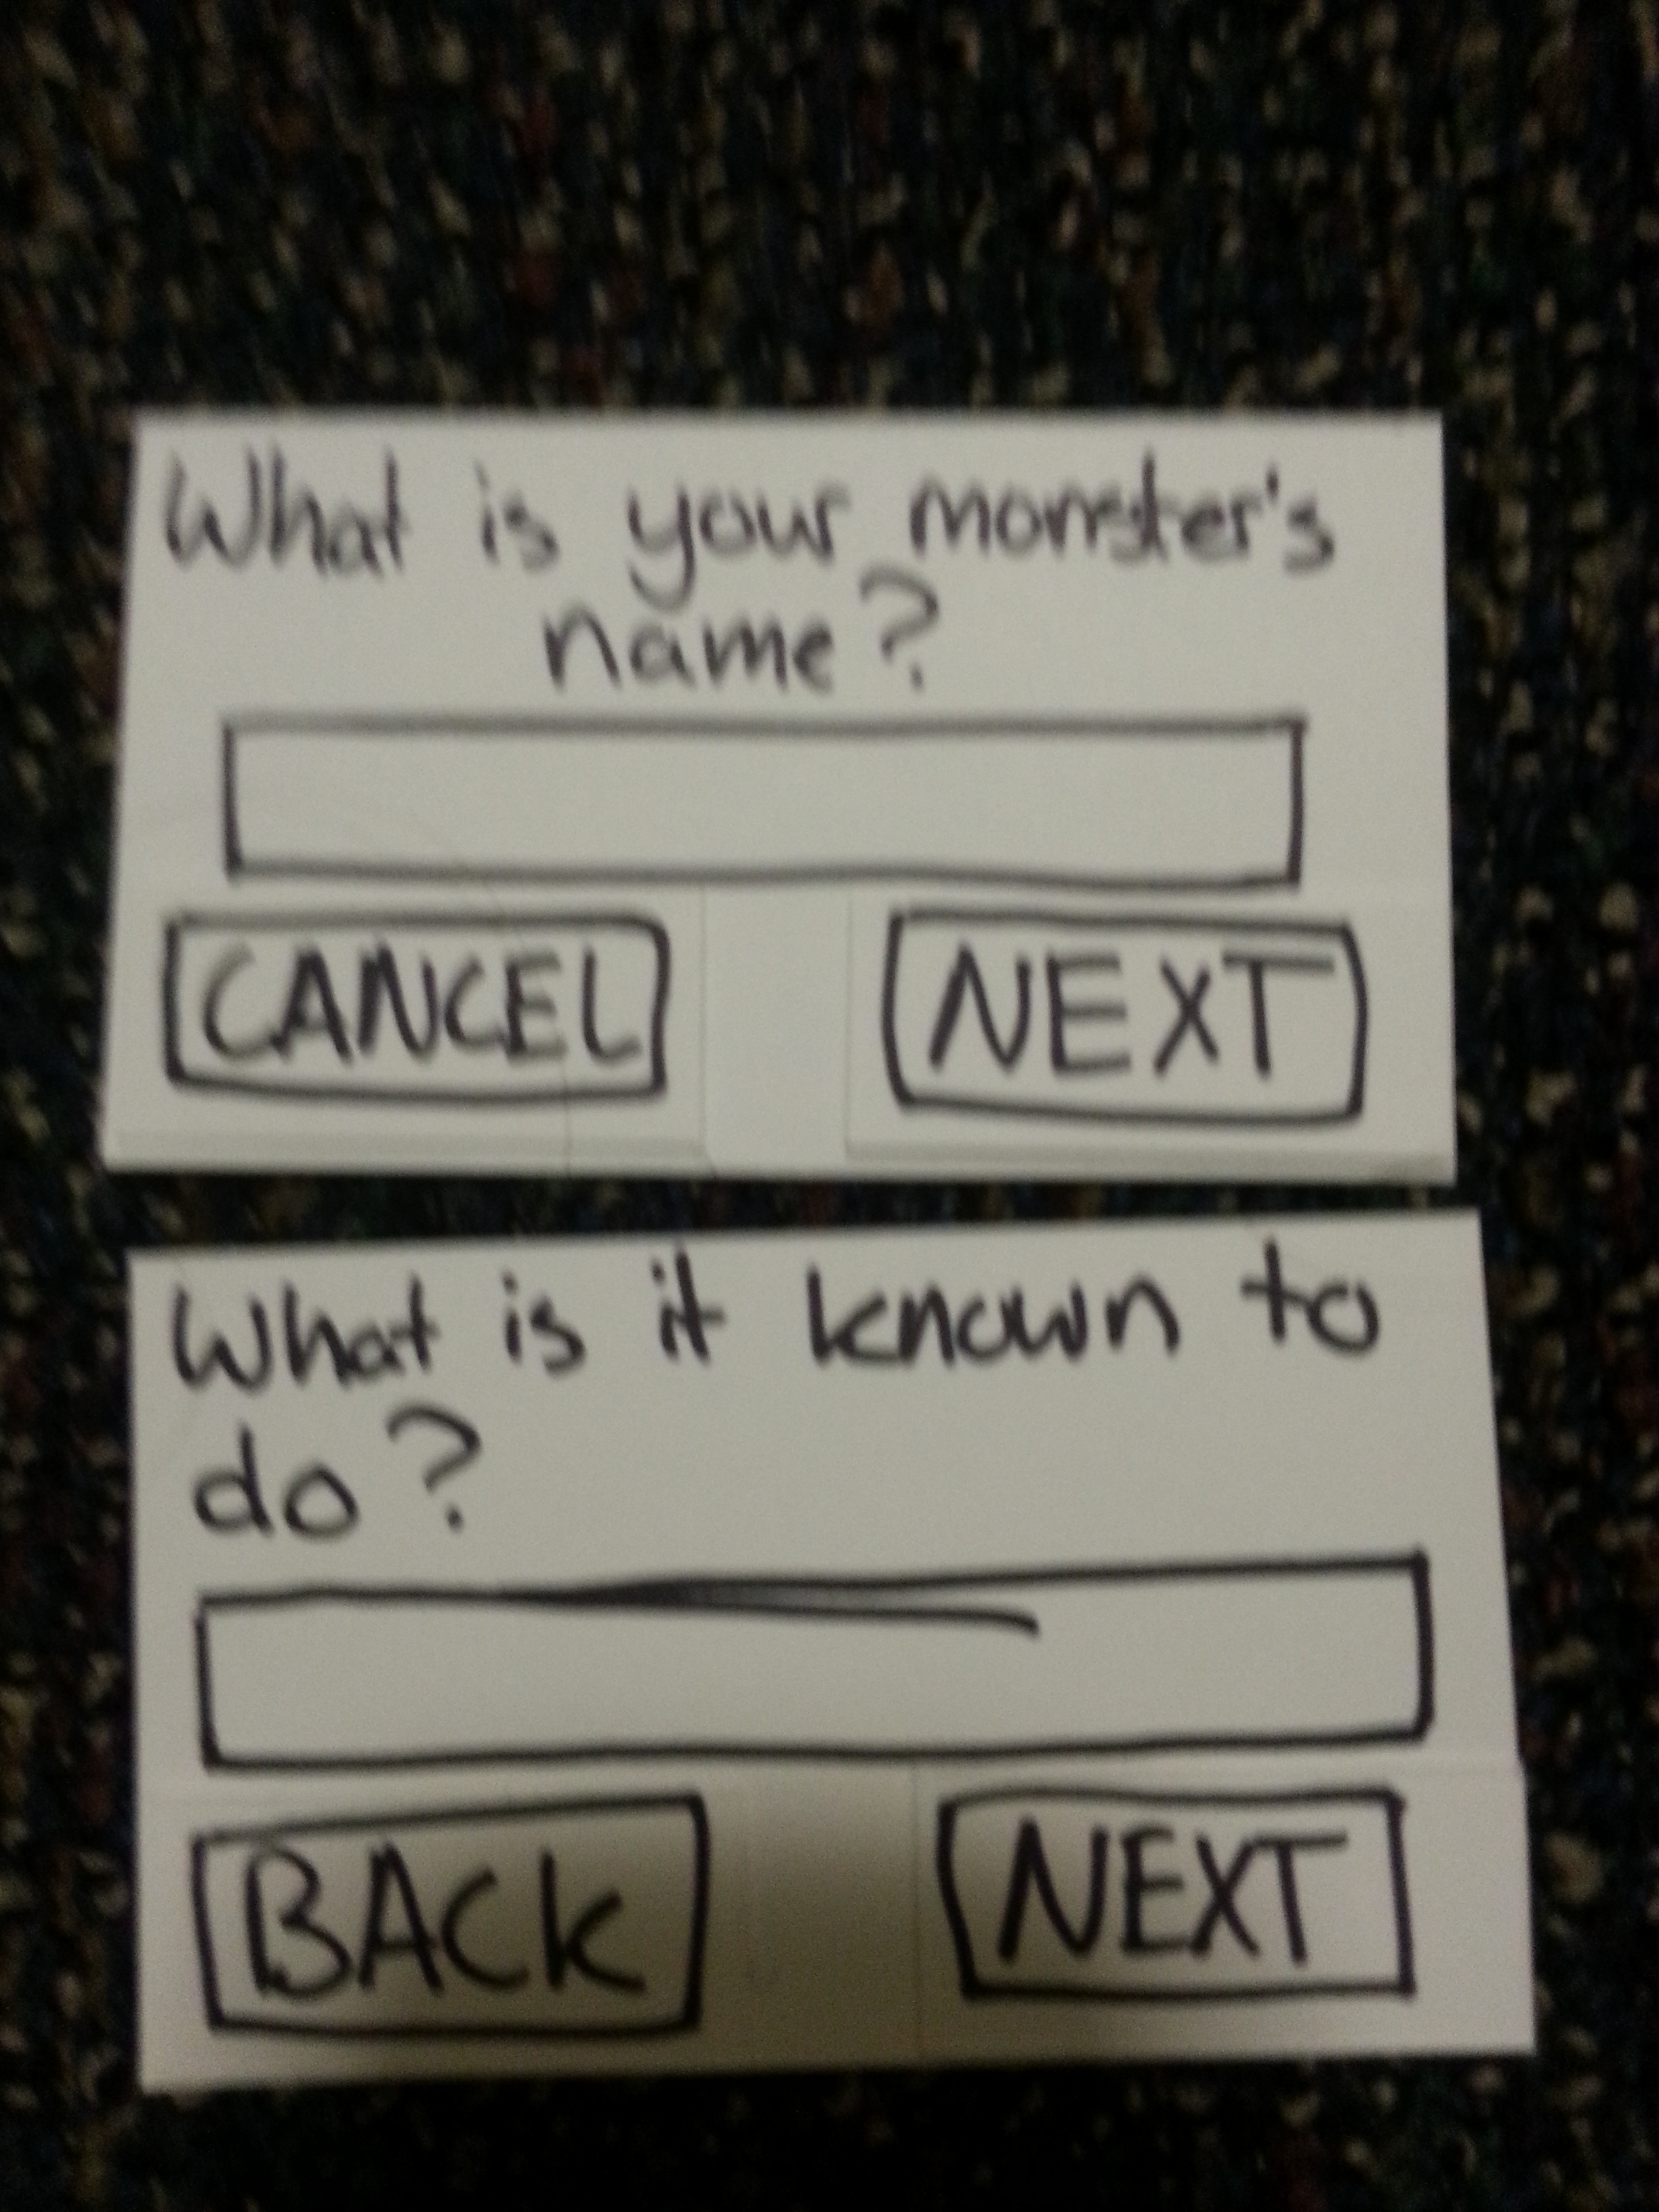 What is your monster's
name?
CANCEL NEXT
What is it known to
do?
BACK NEXT